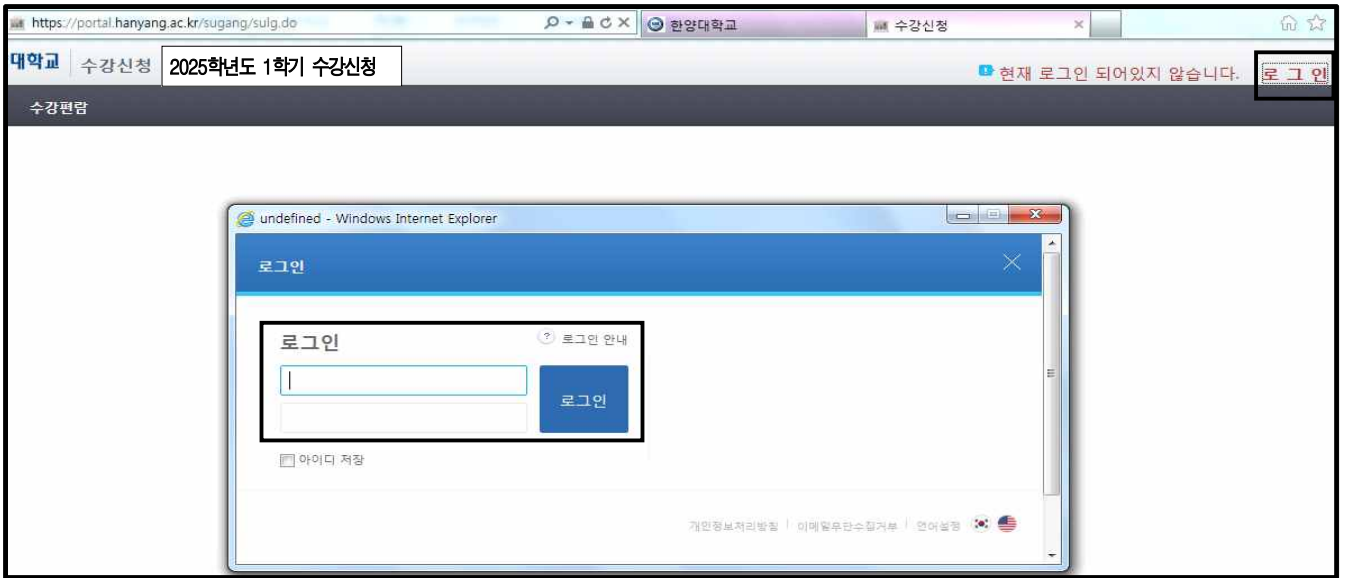 https://portal.hanyang.ac.kr/sugang/sulg.do
한양대학교
수강신청
대학교 수강신청 2025학년도 1학기 수강신청
현재 로그인 되어있지 않습니다. 로그인
수강편람
undefined - Windows Internet Explorer
로그인
로그인
로그인 안내
로그인
아이디 저장
개인정보처리방침 이메일무단수집거부 언어설정